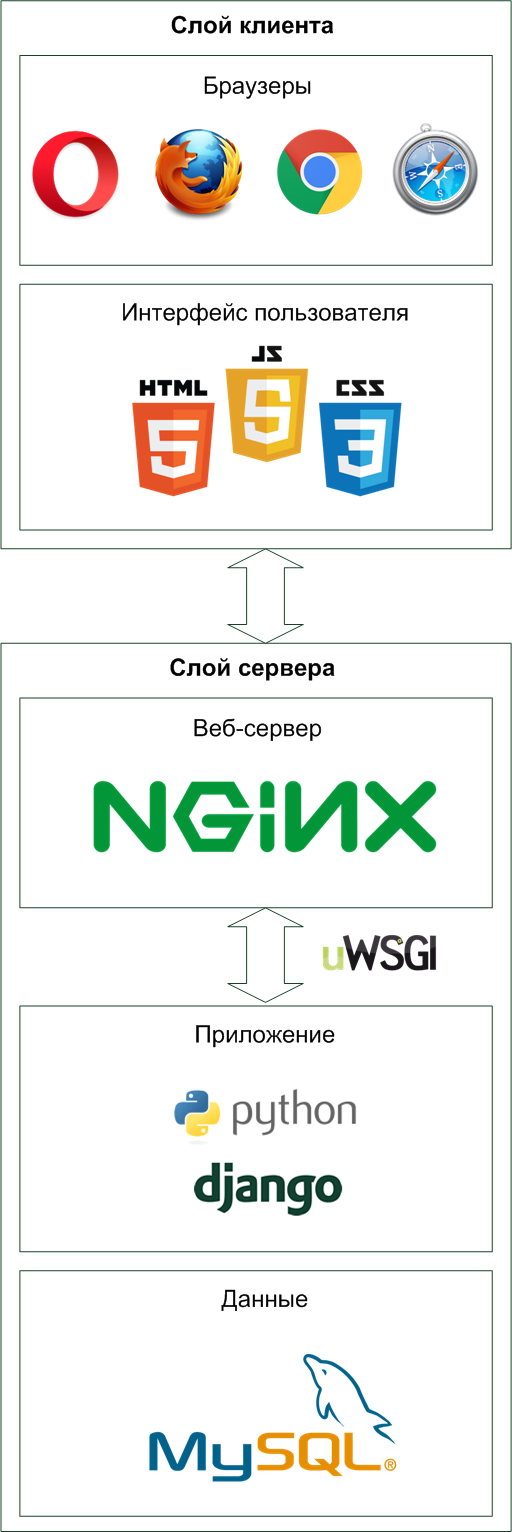 Слой клиента
Браузеры
N
W
E
S
Интерфейс пользователя
JS
HTML
CSS
5
5
3
Слой сервера
Веб-сервер
NGINX
uWSGI
Приложение
python
django
Данные
MySQL®